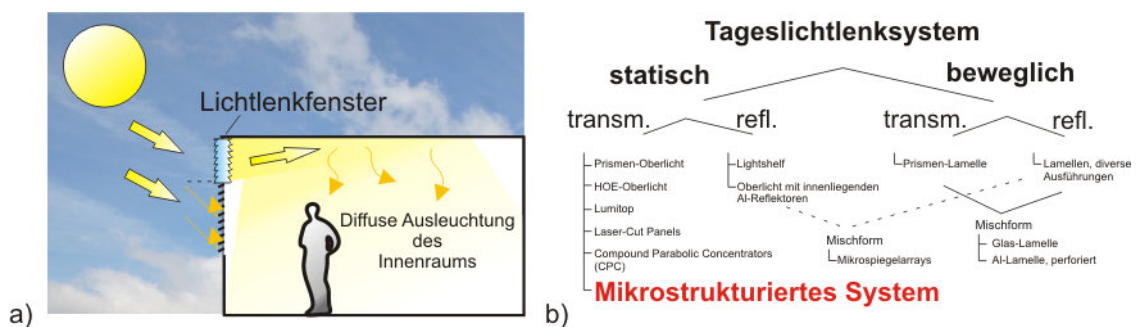 a)
Lichtlenkfenster
Diffuse Ausleuchtung
des
Innenraums
b)
Tageslichtlenksystem
statisch
beweglich
transm.
refl.
transm.
refl.
Prismen-Oberlicht
HOE-Oberlicht
Lumitop
Laser-Cut Panels
Compound Parabolic Concentrators
(CPC)
Mikrostrukturiertes System
Lightshelf
Oberlicht mit innenliegenden
Al-Reflektoren
Mischform
Mikrospiegelarrays
Prismen-Lamelle
Lamellen, diverse
Ausführungen
Mischform
Glas-Lamelle
Al-Lamelle, perforiert